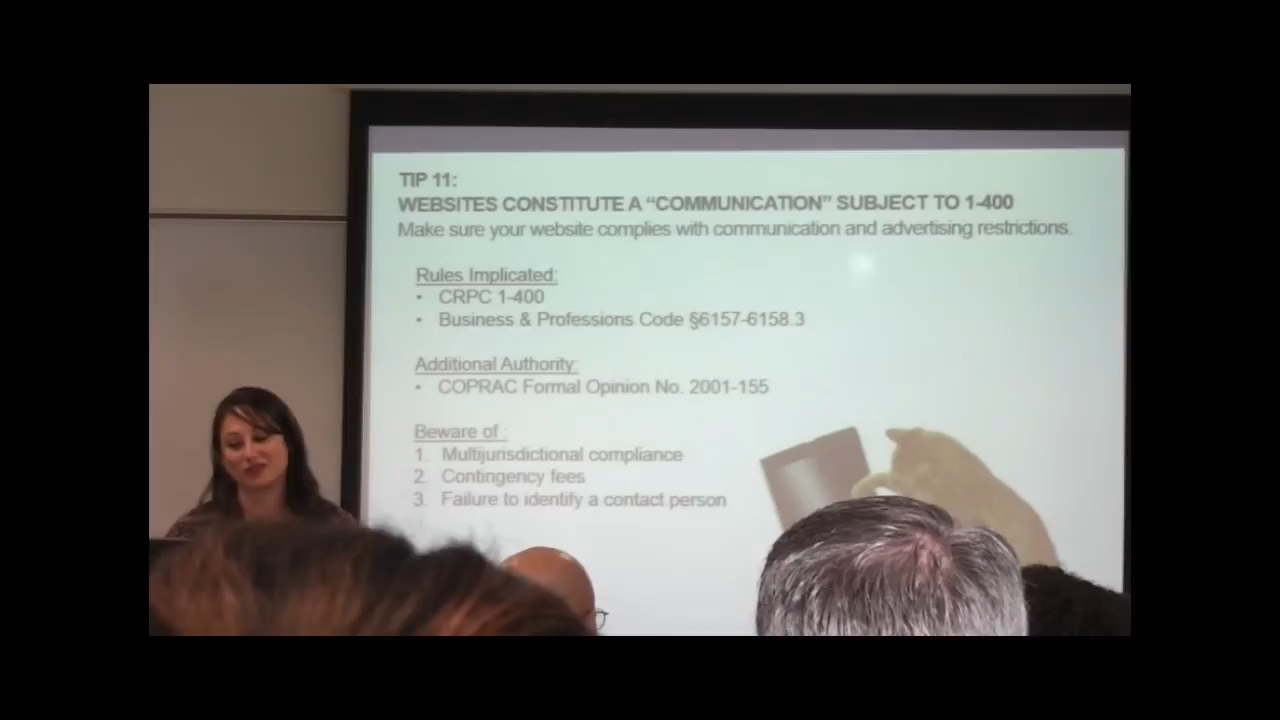 TIP 11:
WEBSITES CONSTITUTE A “COMMUNICATION” SUBJECT TO 1-400
Make sure your website complies with communication and advertising restrictions.
Rules Implicated:
• CRPC 1-400
• Business & Professions Code §6157-6158.3
Additional Authority:
• COPRAC Formal Opinion No. 2001-155
Beware of :
1. Multijurisdictional compliance
2. Contingency fees
3. Failure to identify a contact person